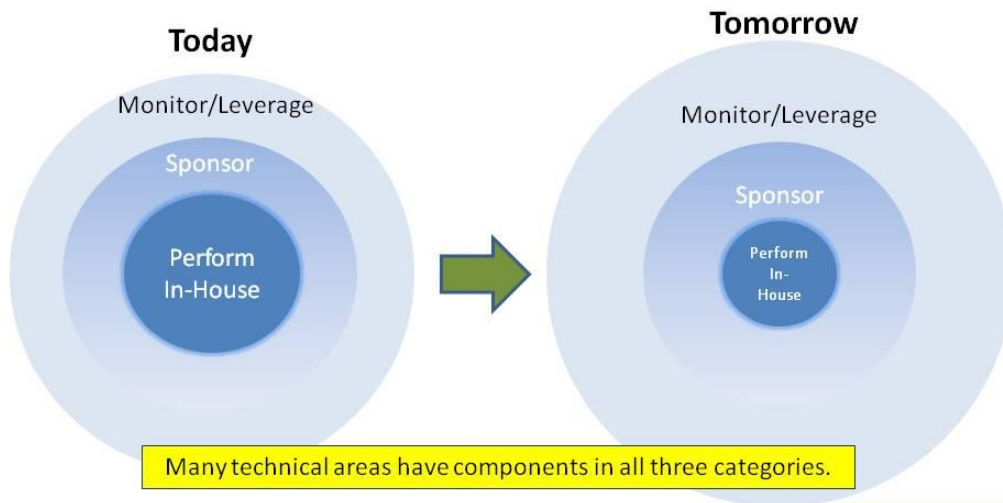 Today
Monitor/Leverage
Sponsor
Perform
In-House
Tomorrow
Monitor/Leverage
Sponsor
Perform
In-
House
Many technical areas have components in all three categories.